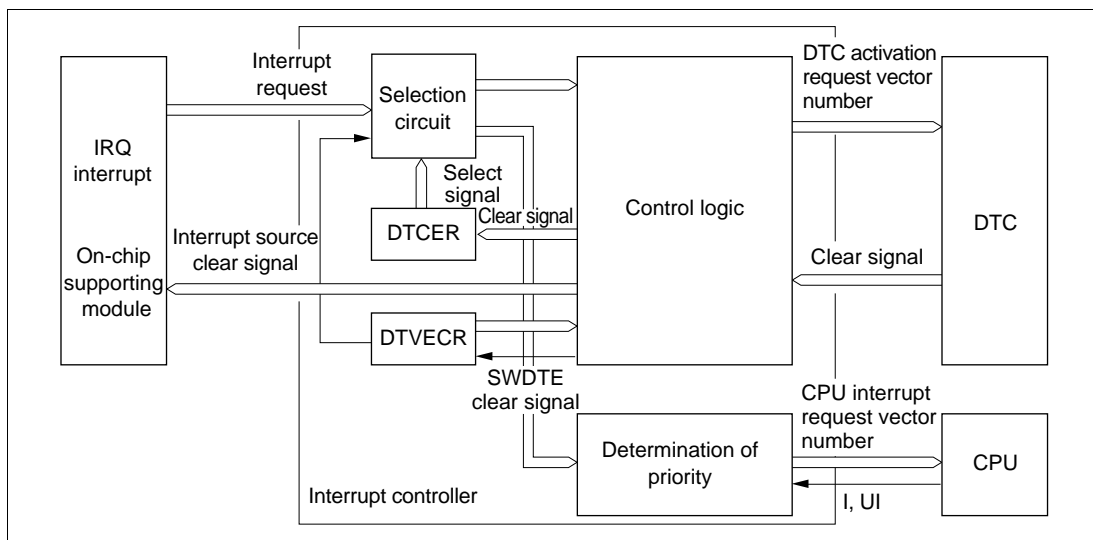 Interrupt
request
IRQ
interrupt
On-chip
supporting
module
Interrupt source
clear signal
Selection
circuit
Select
signal
DTCER
Clear signal
DTVECR
SWDTE
clear signal
Control logic
DTC activation
request vector
number
Clear signal
DTC
Determination of
priority
CPU interrupt
request vector
number
I, UI
CPU
Interrupt controller